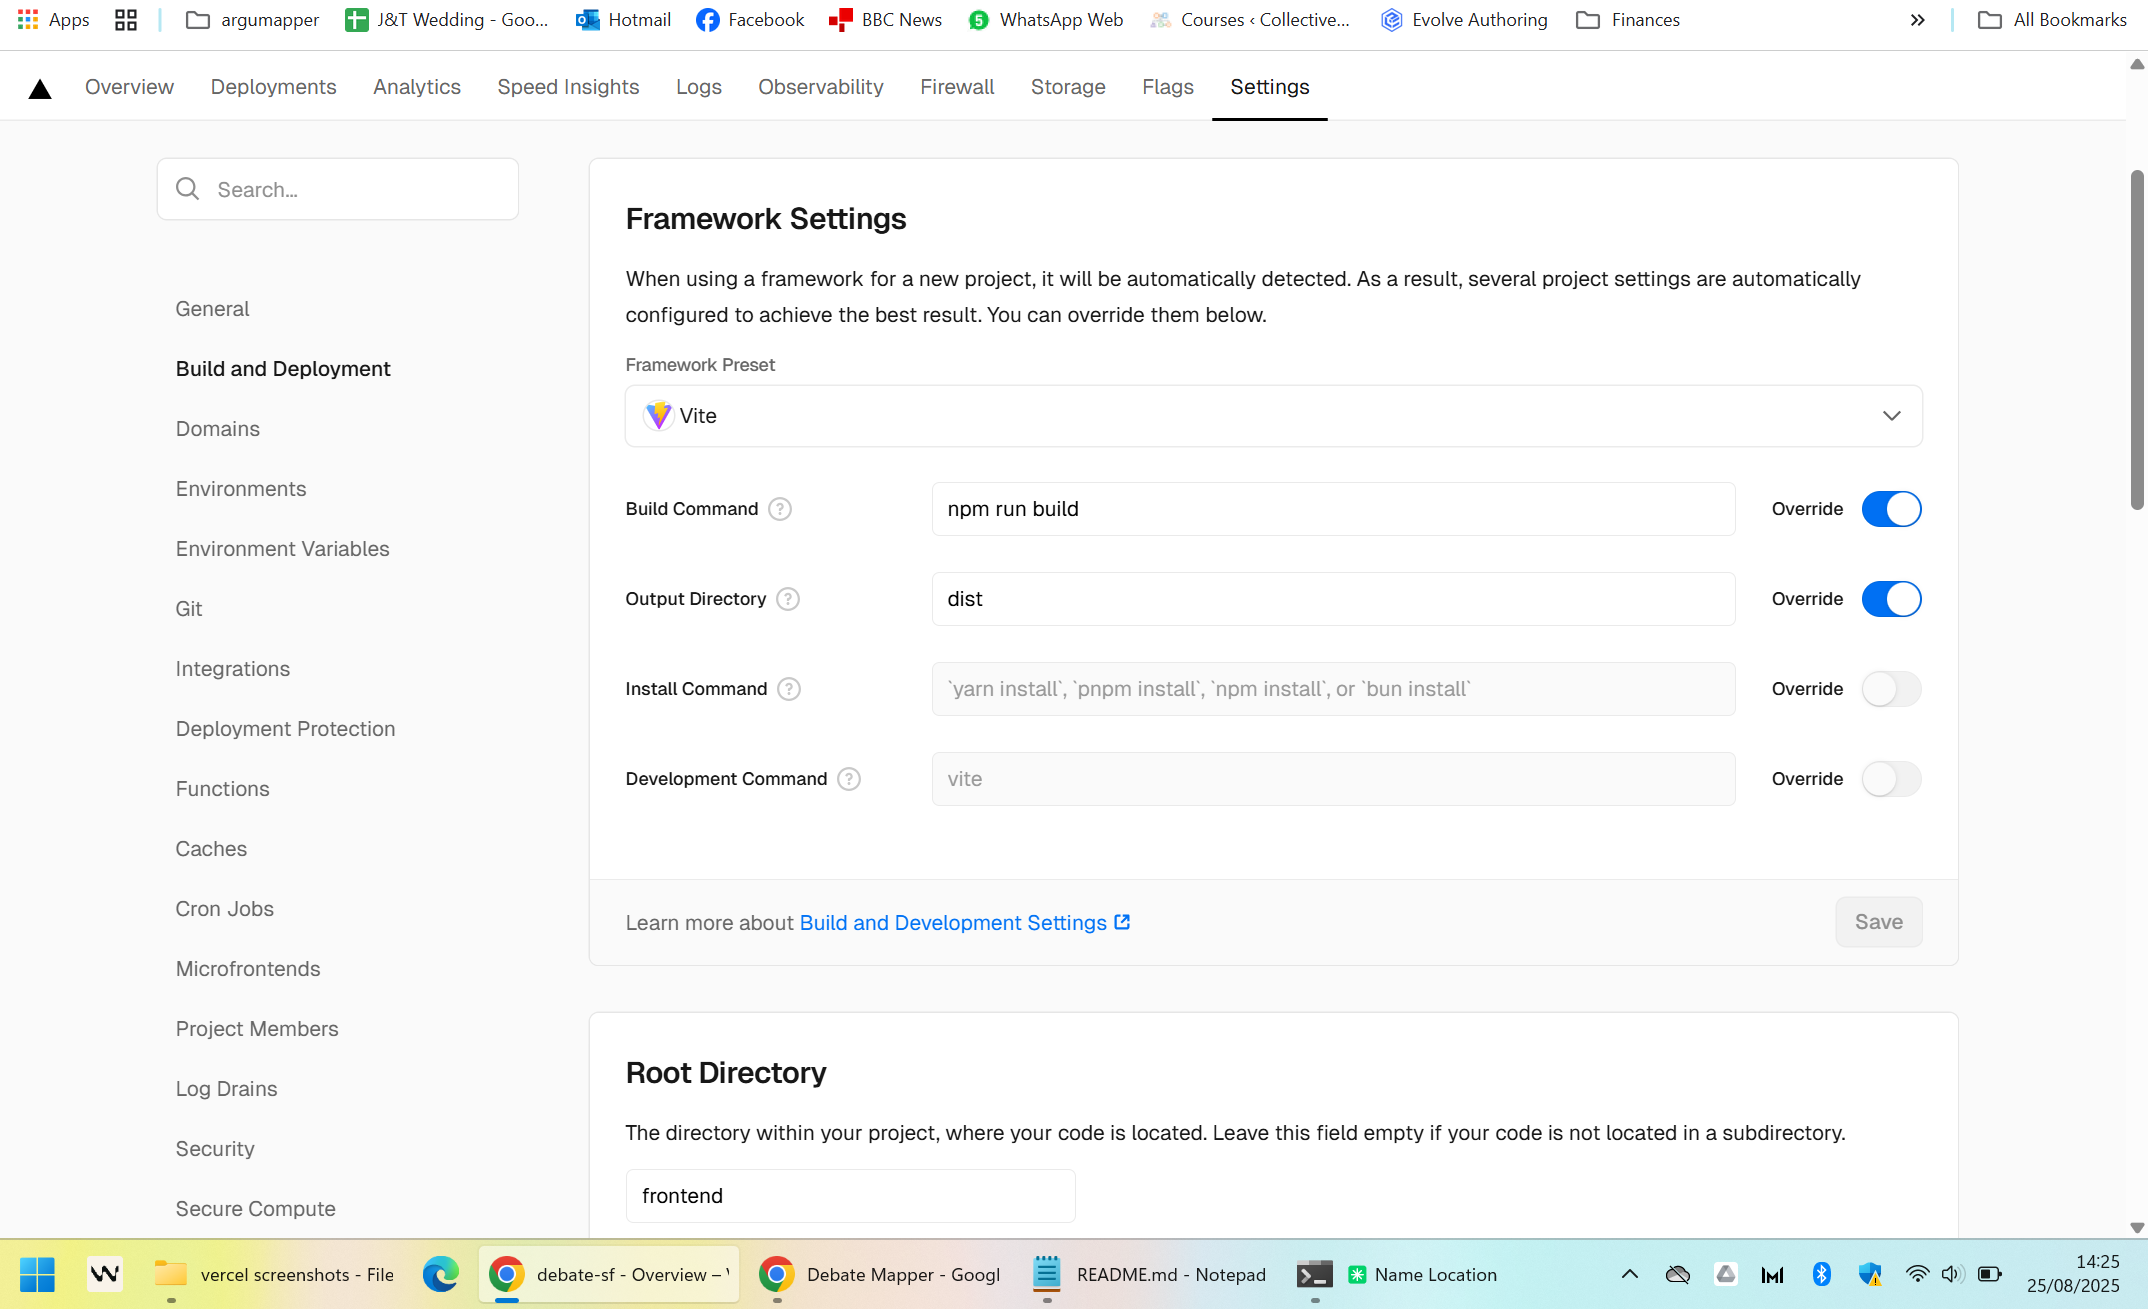 Apps argumapper J&T Wedding - Goo... Hotmail Facebook BBC News WhatsApp Web Courses ‹ Collective... Evolve Authoring Finances » All Bookmarks
Overview Deployments Analytics Speed Insights Logs Observability Firewall Storage Flags Settings
Search...
General
Build and Deployment
Domains
Environments
Environment Variables
Git
Integrations
Deployment Protection
Functions
Caches
Cron Jobs
Microfrontends
Project Members
Log Drains
Security
Secure Compute
Framework Settings
When using a framework for a new project, it will be automatically detected. As a result, several project settings are automatically
configured to achieve the best result. You can override them below.
Framework Preset
Vite
Build Command ? npm run build Override
Output Directory ? dist Override
Install Command ? `yarn install`, `pnpm install`, `npm install`, or `bun install` Override
Development Command ? vite Override
Learn more about Build and Development Settings Save
Root Directory
The directory within your project, where your code is located. Leave this field empty if your code is not located in a subdirectory.
frontend
vercel screenshots - File debate-sf - Overview – Debate Mapper - Googl README.md - Notepad Name Location 14:25
25/08/2025